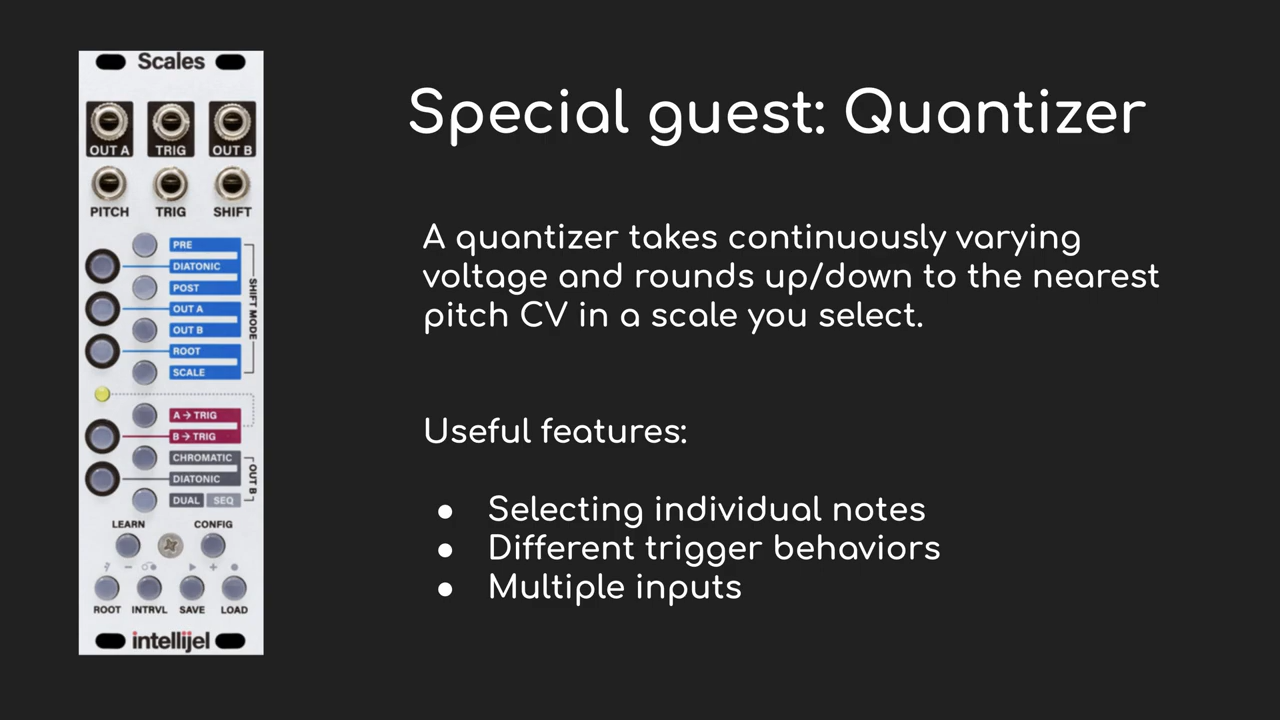 Scales
OUT A TRIG OUT B
PITCH TRIG SHIFT
PRE
DIATONIC
POST
OUT A
OUT B
ROOT
SCALE
SHIFT MODE
A → TRIG
B → TRIG
CHROMATIC
DIATONIC
DUAL SEQ
OUT B
LEARN CONFIG
ROOT INTRVL SAVE LOAD
intellijel
Special guest: Quantizer
A quantizer takes continuously varying
voltage and rounds up/down to the nearest
pitch CV in a scale you select.
Useful features:
● Selecting individual notes
● Different trigger behaviors
● Multiple inputs